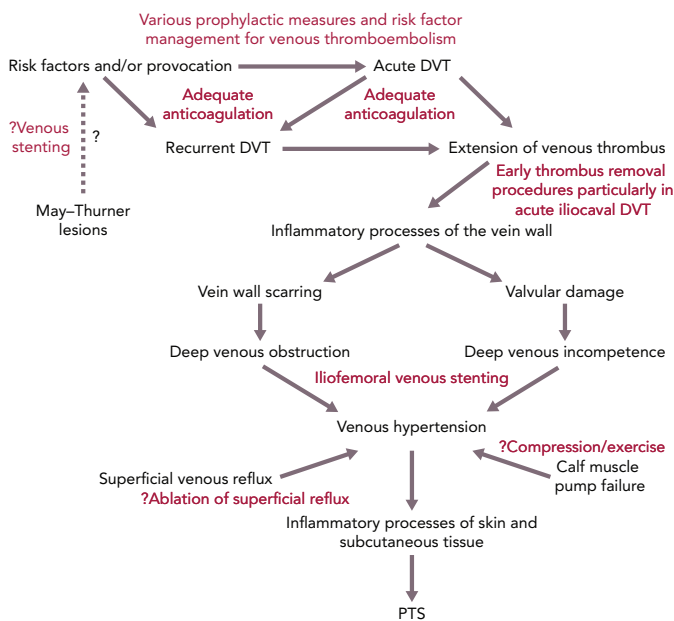 Various prophylactic measures and risk factor
management for venous thromboembolism
Risk factors and/or provocation
Acute DVT
Adequate
anticoagulation
Adequate
anticoagulation
?Venous
stenting
?
Recurrent DVT
Extension of venous thrombus
Early thrombus removal
procedures particularly in
acute iliocaval DVT
May–Thurner
lesions
Inflammatory processes of the vein wall
Vein wall scarring
Valvular damage
Deep venous obstruction
Deep venous incompetence
Iliofemoral venous stenting
Venous hypertension
?Compression/exercise
Superficial venous reflux
Calf muscle
pump failure
?Ablation of superficial reflux
Inflammatory processes of skin and
subcutaneous tissue
PTS